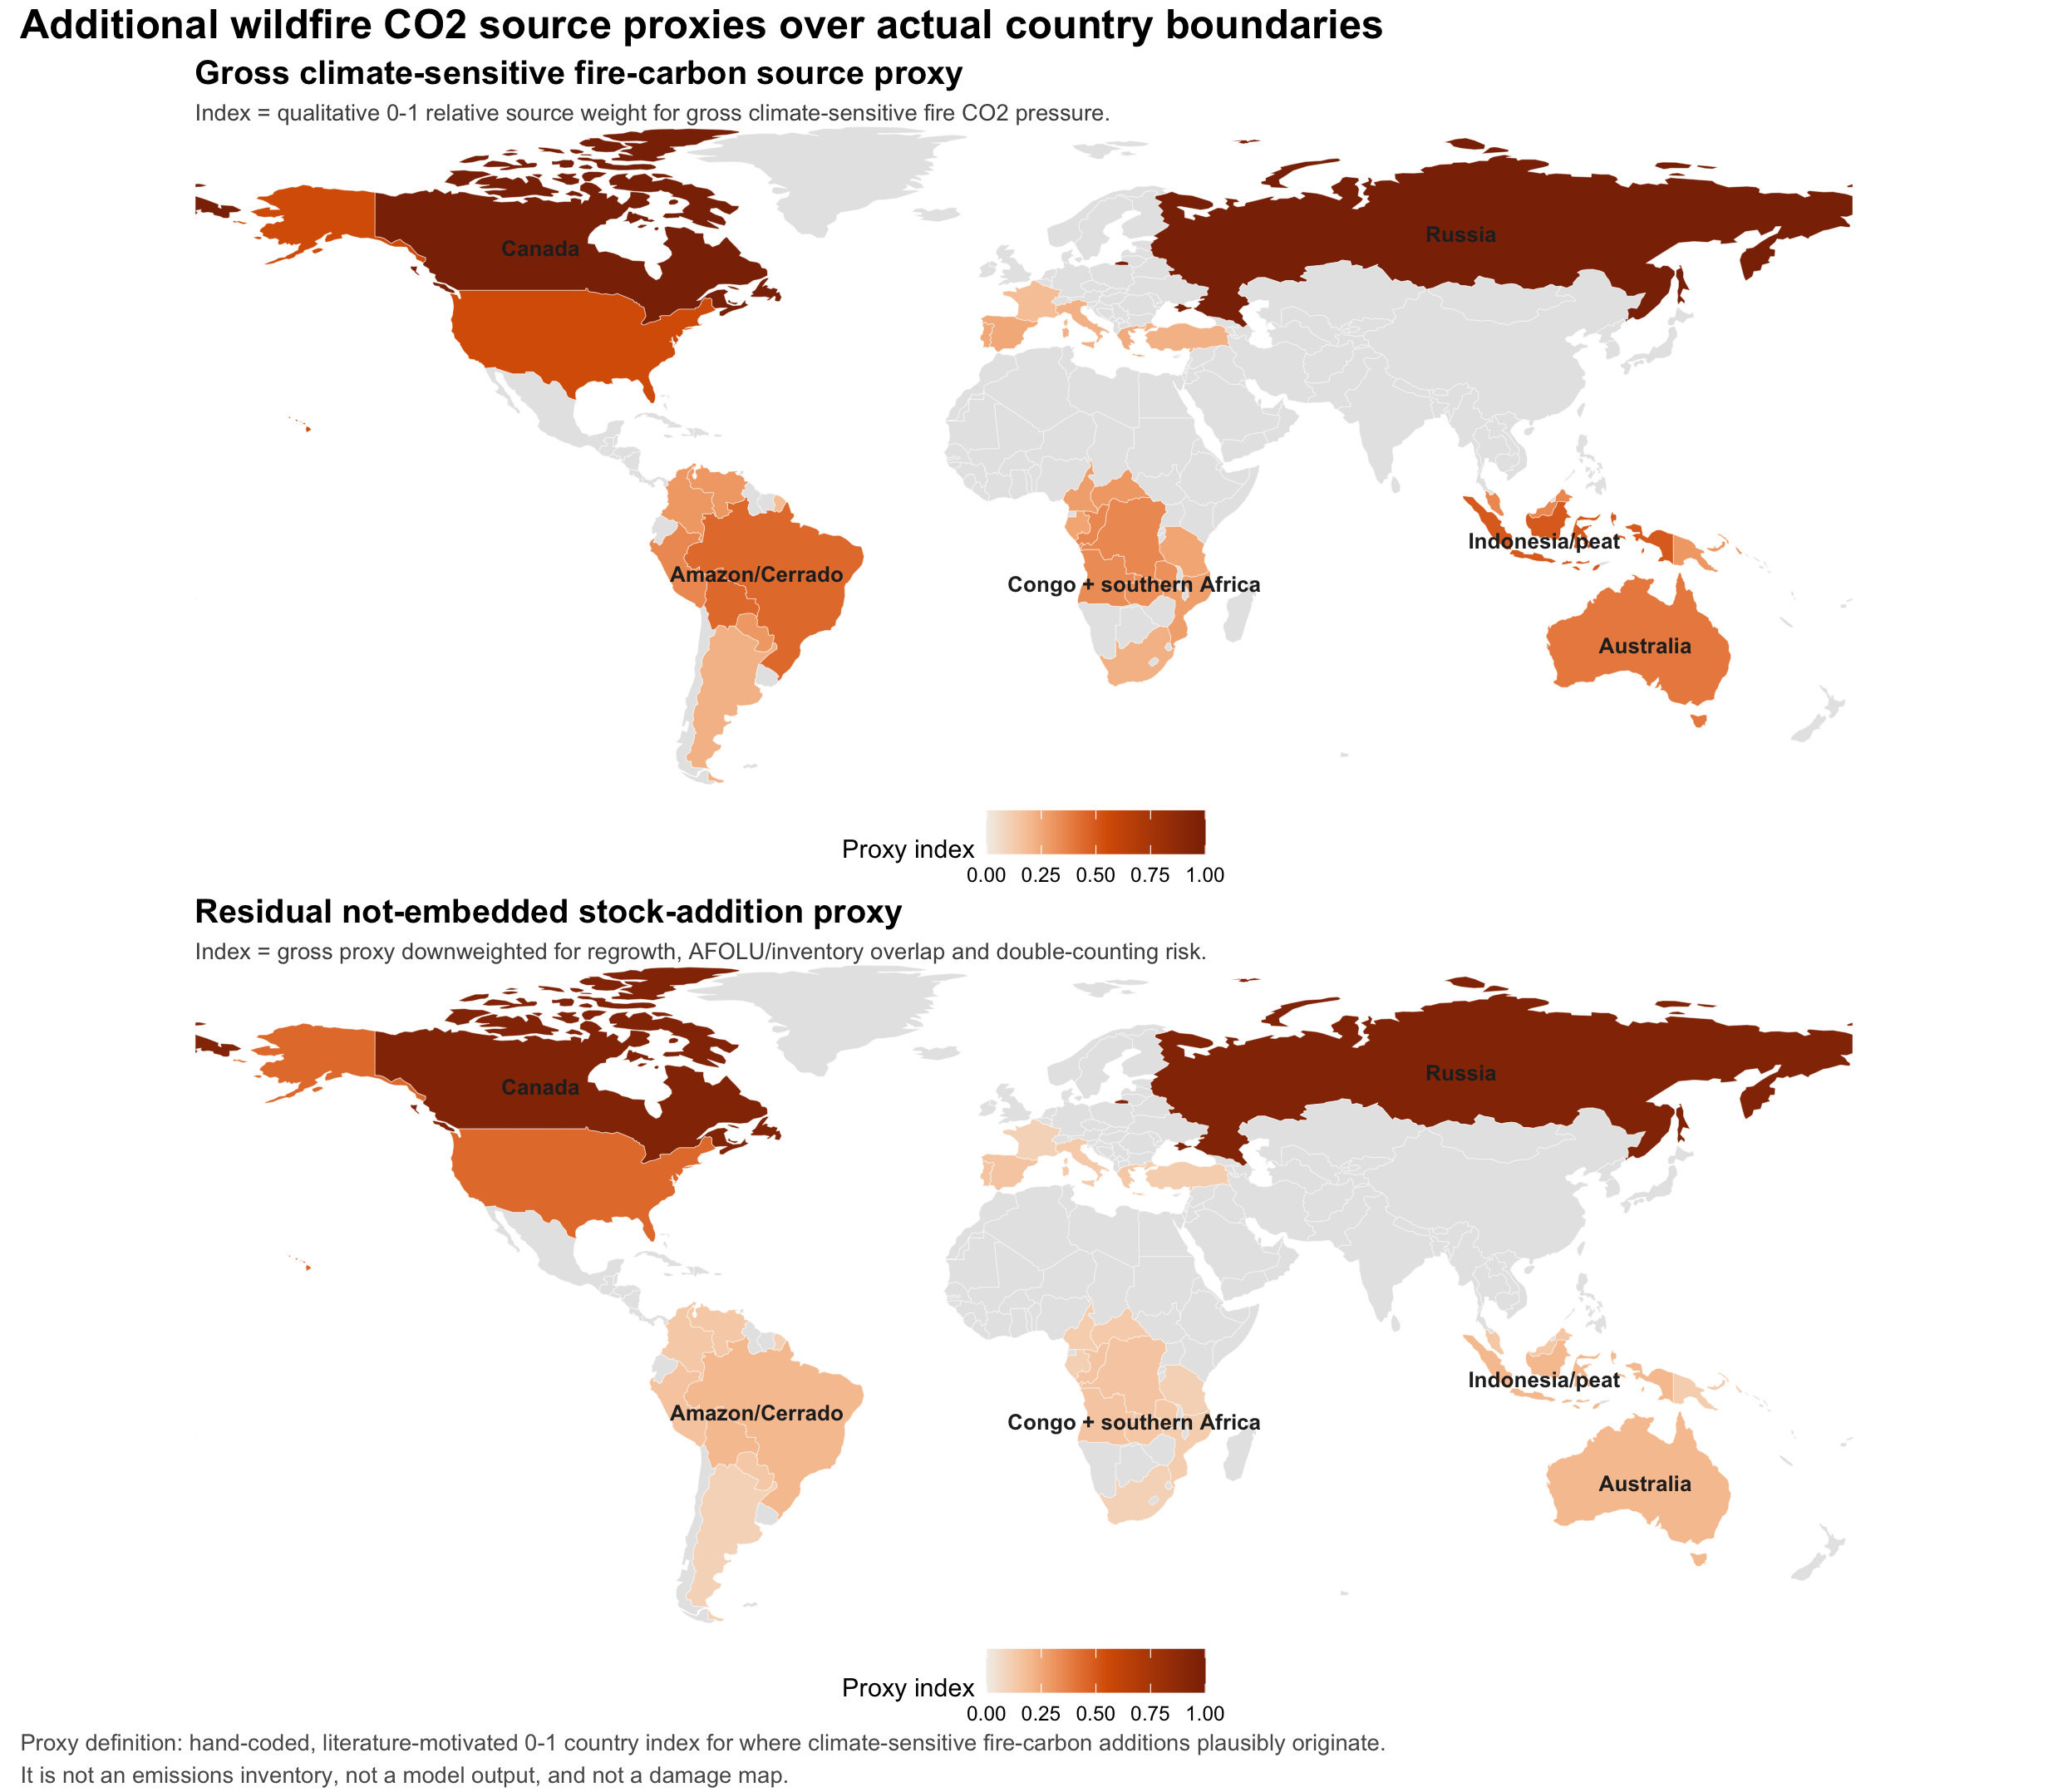 Additional wildfire CO2 source proxies over actual country boundaries
Gross climate-sensitive fire-carbon source proxy
Index = qualitative 0-1 relative source weight for gross climate-sensitive fire CO2 pressure.
Canada
Russia
Indonesia/peat
Amazon/Cerrado
Congo + southern Africa
Australia
Proxy index
0.00 0.25 0.50 0.75 1.00
Residual not-embedded stock-addition proxy
Index = gross proxy downweighted for regrowth, AFOLU/inventory overlap and double-counting risk.
Canada
Russia
Indonesia/peat
Amazon/Cerrado
Congo + southern Africa
Australia
Proxy index
0.00 0.25 0.50 0.75 1.00
Proxy definition: hand-coded, literature-motivated 0-1 country index for where climate-sensitive fire-carbon additions plausibly originate.
It is not an emissions inventory, not a model output, and not a damage map.